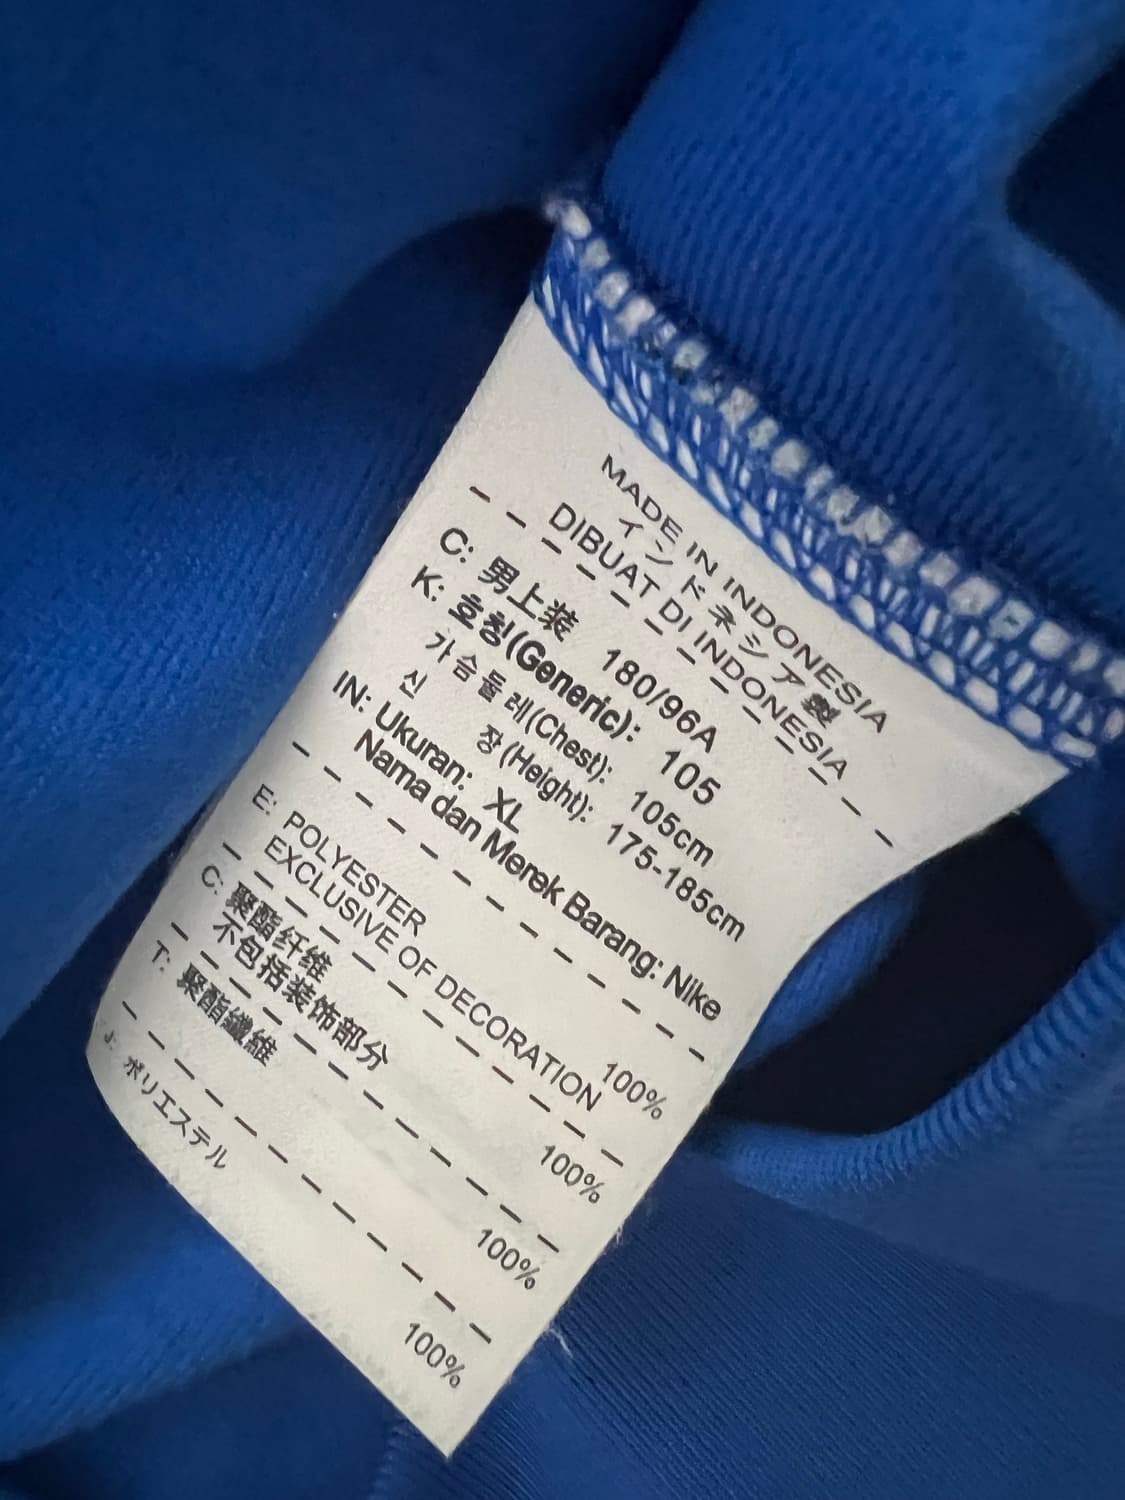 MADE IN INDONESIA
インドネシア製
DIBUAT DI INDONESIA
C: 男上装 180/96A
K: 호칭(Generic): 105
가슴둘레(Chest): 105cm
신 장 (Height): 175-185cm
IN: Ukuran: XL
Nama dan Merek Barang: Nike
E: POLYESTER 100%
EXCLUSIVE OF DECORATION
C: 聚酯纤维 100%
不包括装饰部分
T: 聚酯纖維 100%
J: ポリエステル 100%